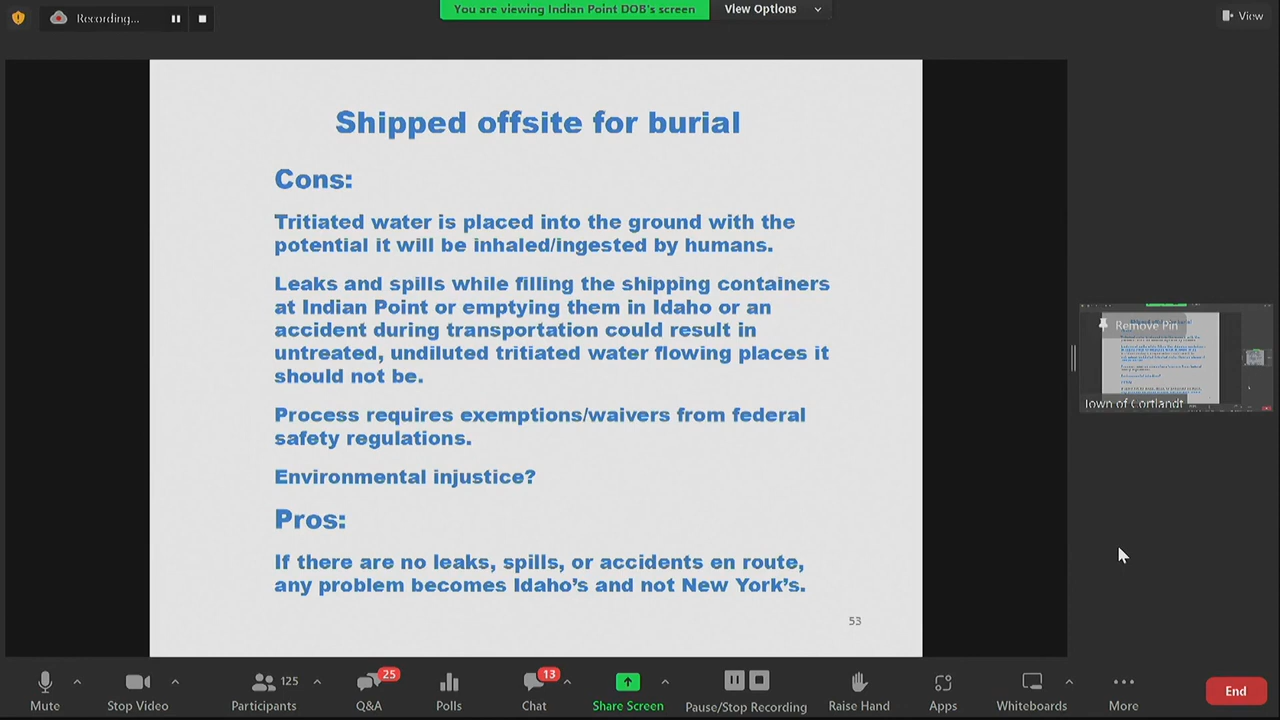 Recording...
You are viewing Indian Point DOB's screen
View Options
View
Shipped offsite for burial
Cons:
Tritiated water is placed into the ground with the
potential it will be inhaled/ingested by humans.
Leaks and spills while filling the shipping containers
at Indian Point or emptying them in Idaho or an
accident during transportation could result in
untreated, undiluted tritiated water flowing places it
should not be.
Process requires exemptions/waivers from federal
safety regulations.
Environmental injustice?
Pros:
If there are no leaks, spills, or accidents en route,
any problem becomes Idaho's and not New York's.
53
Remove Pin
Town of Cortlandt
Mute
Stop Video
125
Participants
25
Q&A
Polls
13
Chat
Share Screen
Pause/Stop Recording
Raise Hand
Apps
Whiteboards
More
End